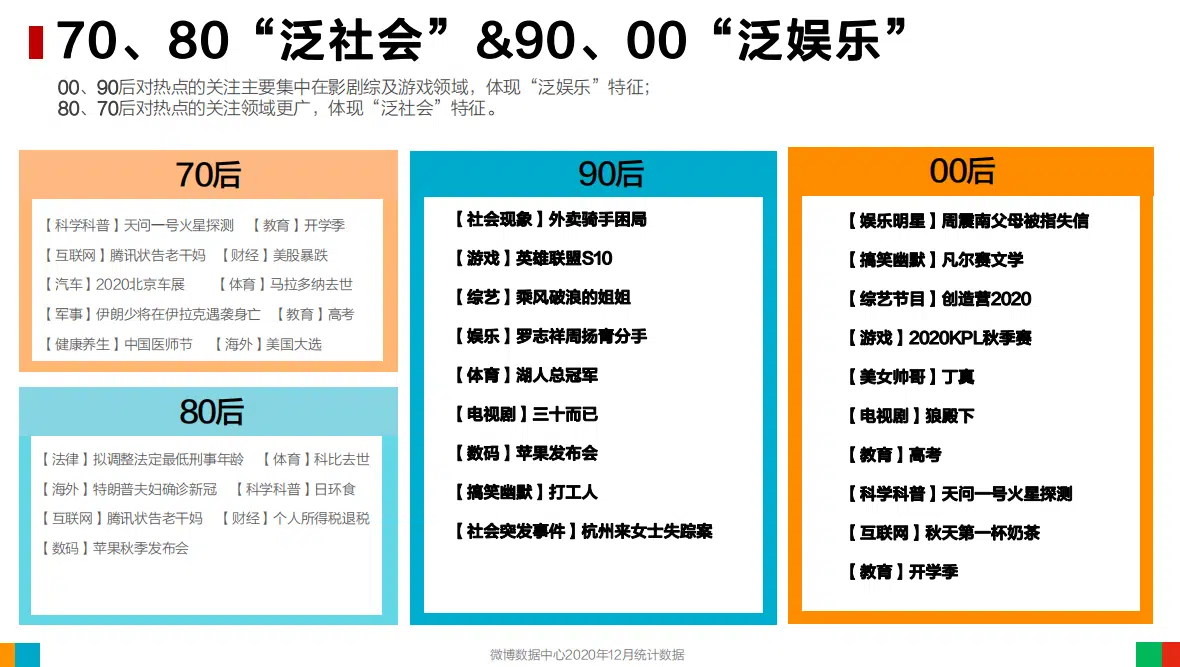 70、80“泛社会”&90、00“泛娱乐”
00、90后对热点的关注主要集中在影剧综及游戏领域，体现“泛娱乐”特征；
80、70后对热点的关注领域更广，体现“泛社会”特征。
70后
【科学科普】天问一号火星探测 【教育】开学季
【互联网】腾讯状告老干妈 【财经】美股暴跌
【汽车】2020北京车展 【体育】马拉多纳去世
【军事】伊朗少将在伊拉克遇袭身亡 【教育】高考
【健康养生】中国医师节 【海外】美国大选
80后
【法律】拟调整法定最低刑事年龄 【体育】科比去世
【海外】特朗普夫妇确诊新冠 【科学科普】日环食
【互联网】腾讯状告老干妈 【财经】个人所得税退税
【数码】苹果秋季发布会
90后
【社会现象】外卖骑手困局
【游戏】英雄联盟S10
【综艺】乘风破浪的姐姐
【娱乐】罗志祥周扬青分手
【体育】湖人总冠军
【电视剧】三十而已
【数码】苹果发布会
【搞笑幽默】打工人
【社会突发事件】杭州来女士失踪案
00后
【娱乐明星】周震南父母被指失信
【搞笑幽默】凡尔赛文学
【综艺节目】创造营2020
【游戏】2020KPL秋季赛
【美女帅哥】丁真
【电视剧】狼殿下
【教育】高考
【科学科普】天问一号火星探测
【互联网】秋天第一杯奶茶
【教育】开学季
微博数据中心2020年12月统计数据